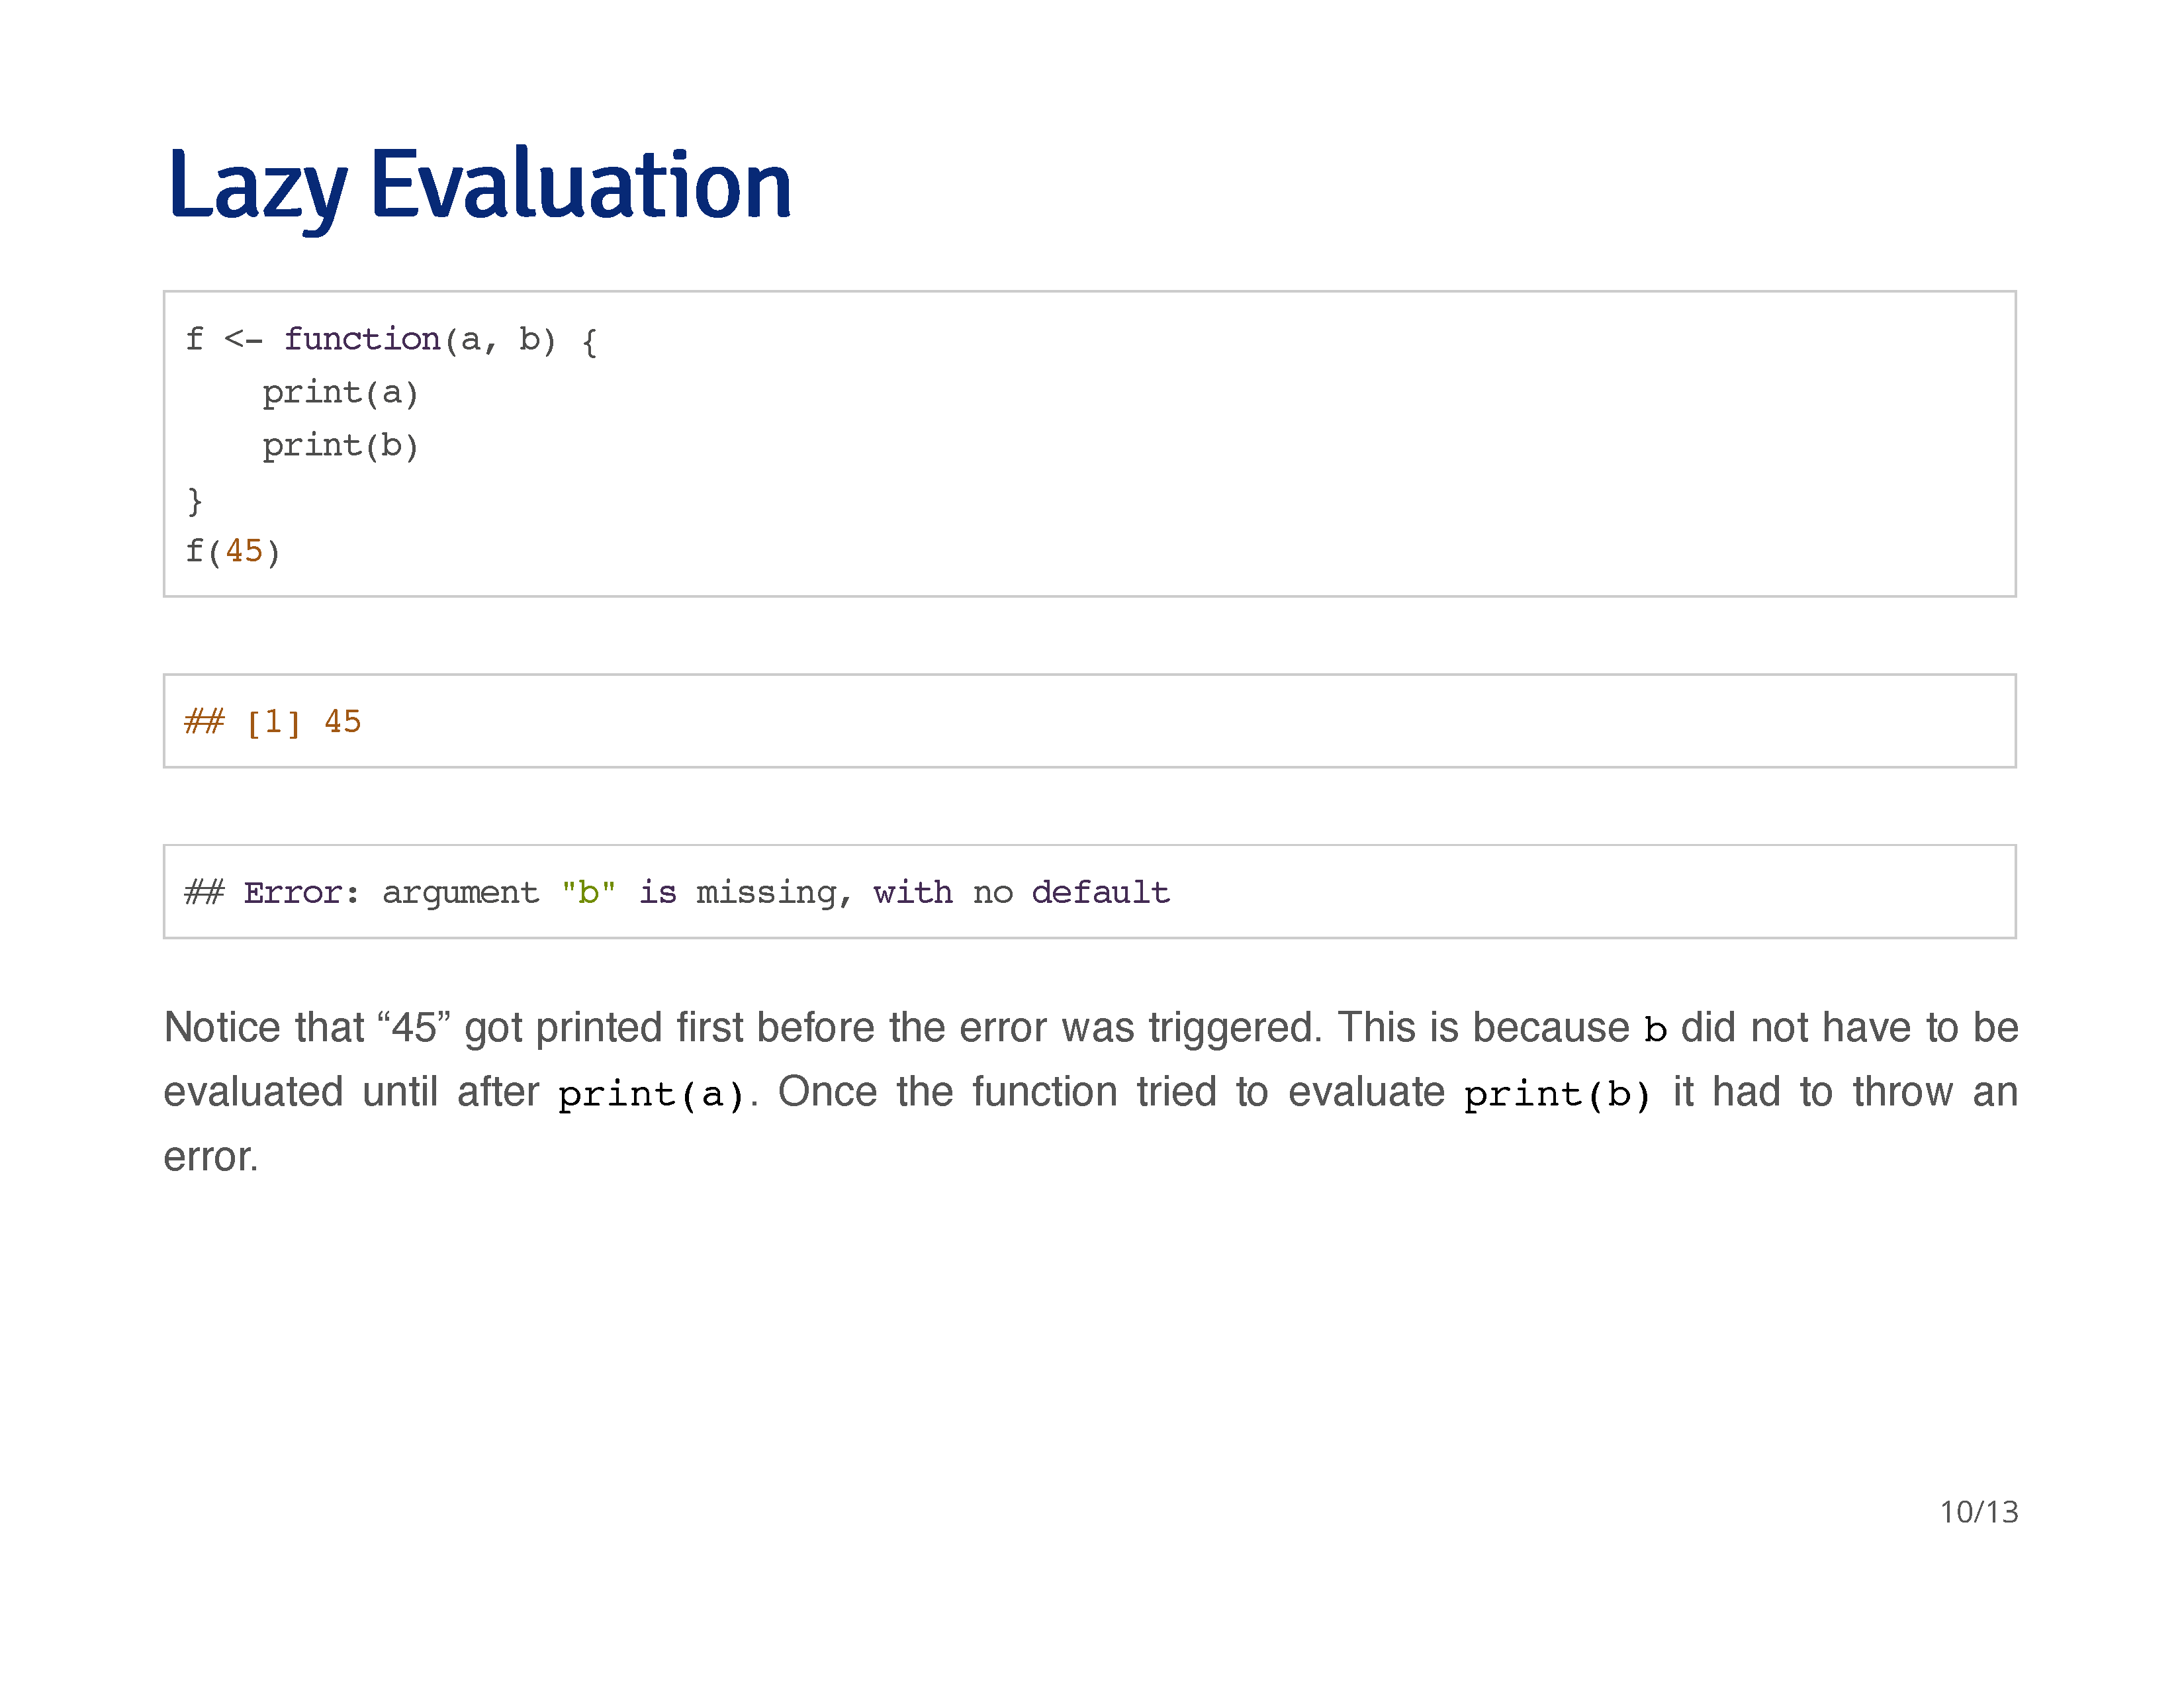 Lazy Evaluation
f <- function(a, b) {
    print(a)
    print(b)
}
f(45)
## [1] 45
## Error: argument "b" is missing, with no default
Notice that “45” got printed first before the error was triggered. This is because b did not have to be
evaluated until after print(a). Once the function tried to evaluate print(b) it had to throw an
error.
10/13